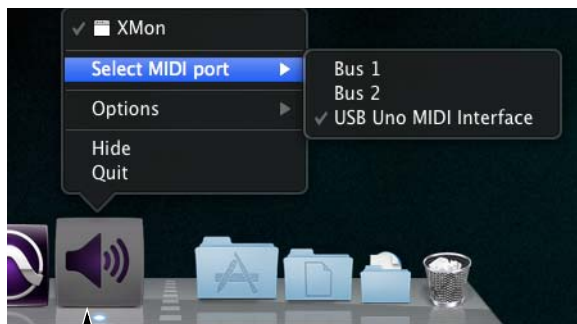 XMon
Select MIDI port
Bus 1
Bus 2
USB Uno MIDI Interface
Options
Hide
Quit